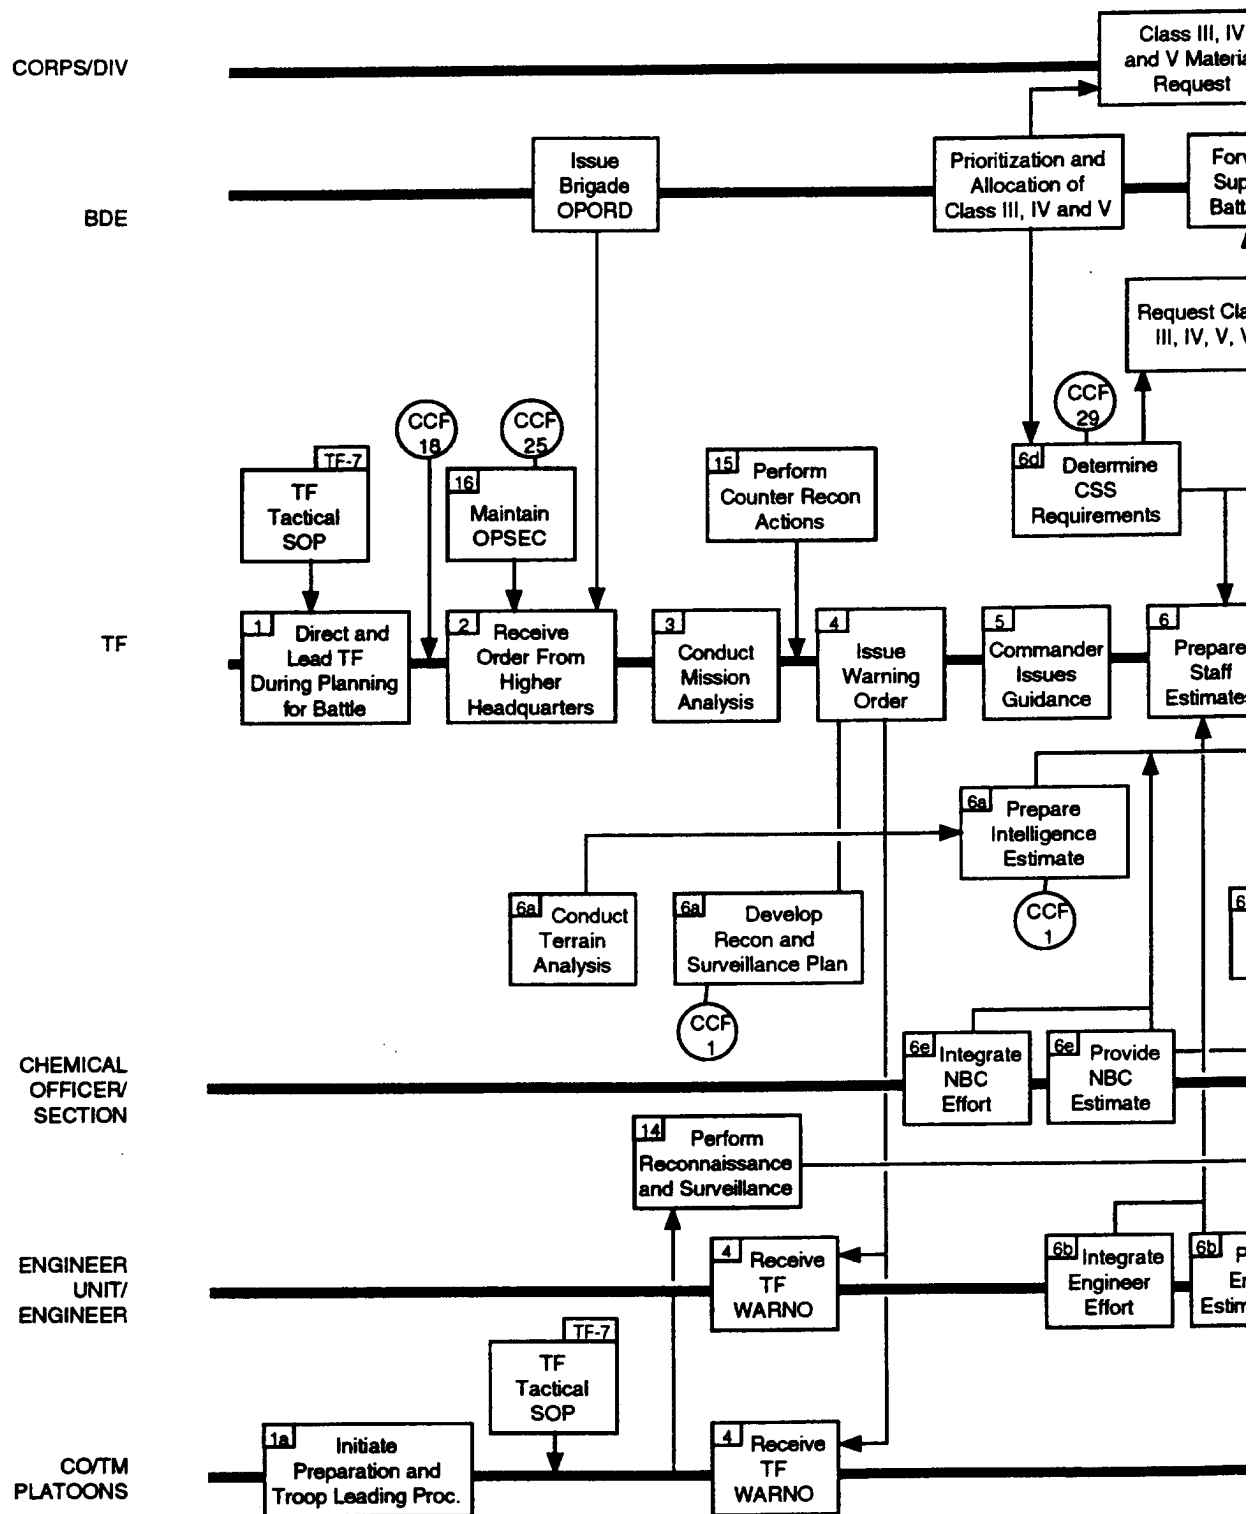 CORPS/DIV
Class III, IV
and V Materia
Request
BDE
Issue
Brigade
OPORD
Prioritization and
Allocation of
Class III, IV and V
Forw
Sup
Batt
Request Cla
III, IV, V, V
CCF
18
CCF
25
CCF
29
TF-7
TF
Tactical
SOP
16
Maintain
OPSEC
15
Perform
Counter Recon
Actions
6d
Determine
CSS
Requirements
TF
1
Direct and
Lead TF
During Planning
for Battle
2
Receive
Order From
Higher
Headquarters
3
Conduct
Mission
Analysis
4
Issue
Warning
Order
5
Commander
Issues
Guidance
6
Prepare
Staff
Estimates
6a
Prepare
Intelligence
Estimate
CCF
1
6a
Conduct
Terrain
Analysis
6a
Develop
Recon and
Surveillance Plan
CCF
1
6
CHEMICAL
OFFICER/
SECTION
6e
Integrate
NBC
Effort
6e
Provide
NBC
Estimate
14
Perform
Reconnaissance
and Surveillance
ENGINEER
UNIT/
ENGINEER
4
Receive
TF
WARNO
6b
Integrate
Engineer
Effort
6b
P
En
Estim
TF-7
TF
Tactical
SOP
CO/TM
PLATOONS
1a
Initiate
Preparation and
Troop Leading Proc.
4
Receive
TF
WARNO